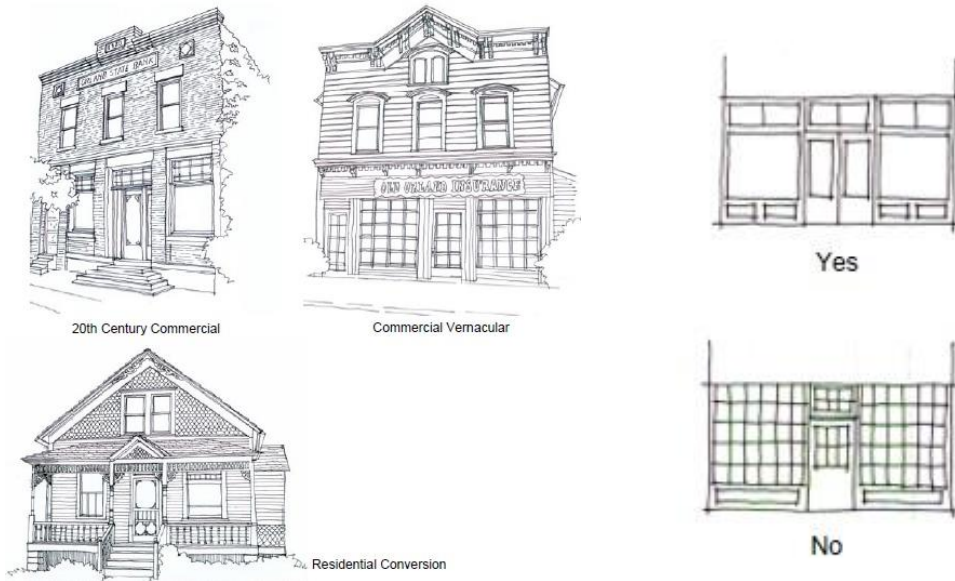 ORLAND STATE BANK
OLD ORLAND INSURANCE
20th Century Commercial
Commercial Vernacular
Yes
Residential Conversion
No